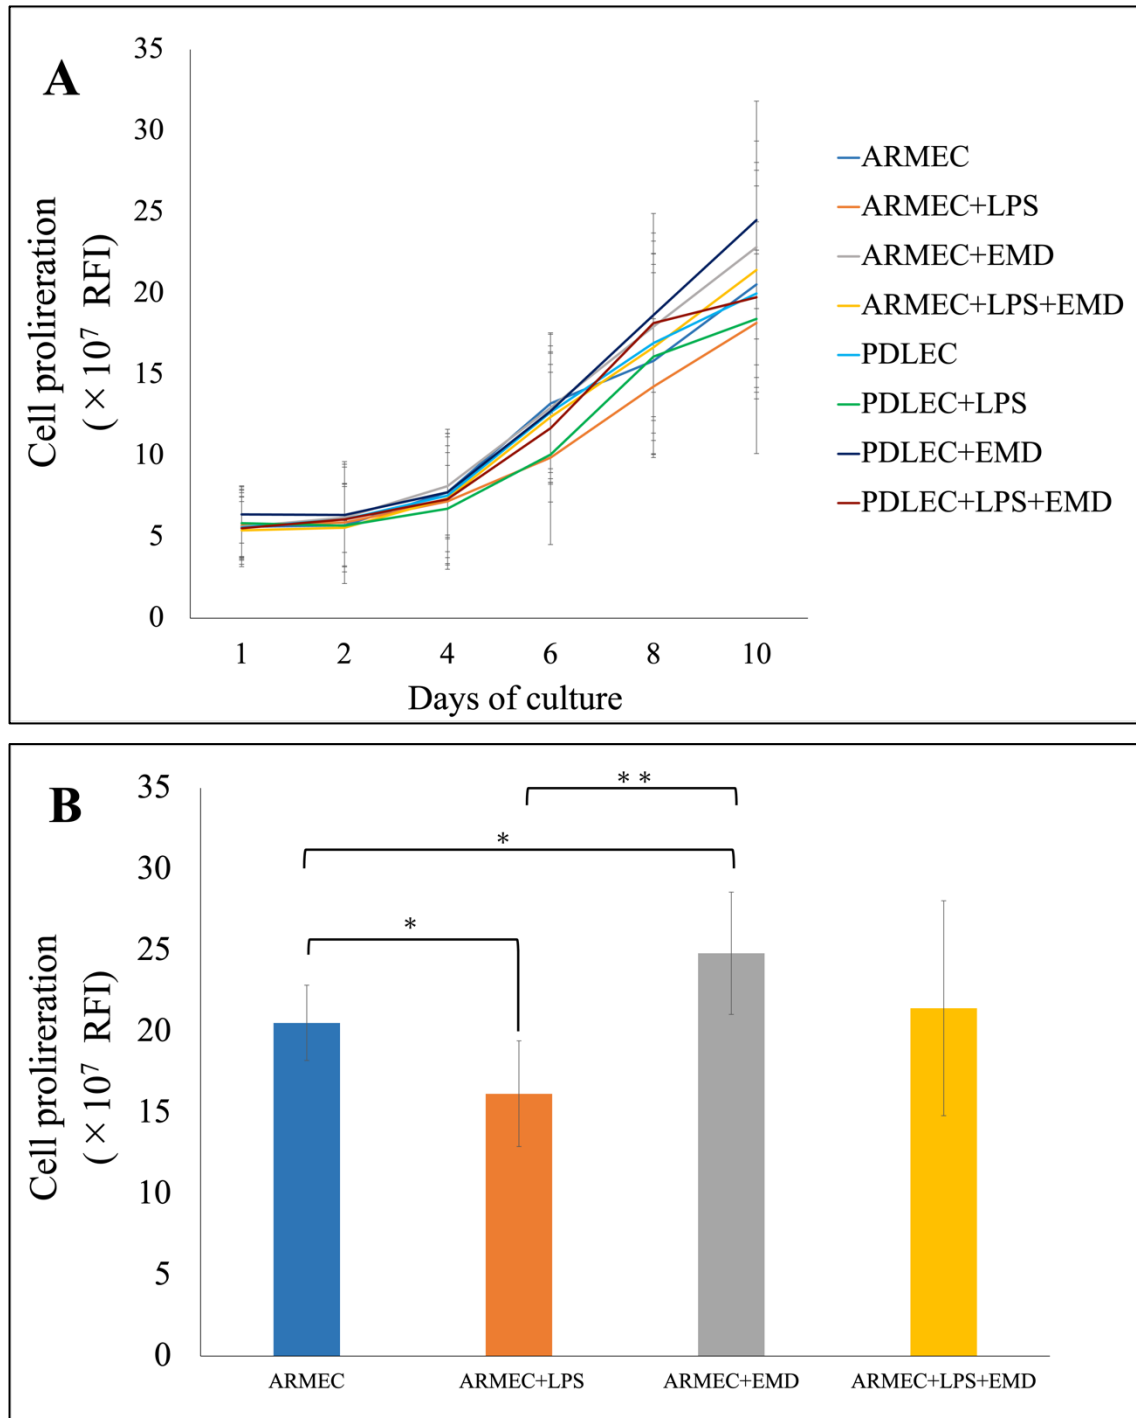 A
35
30
25
20
15
10
5
0
Cell prolireration
(×10⁷ RFI)
1 2 4 6 8 10
Days of culture
ARMEC
ARMEC+LPS
ARMEC+EMD
ARMEC+LPS+EMD
PDLEC
PDLEC+LPS
PDLEC+EMD
PDLEC+LPS+EMD
B
35
30
25
20
15
10
5
0
Cell prolireration
(×10⁷ RFI)
**
*
*
ARMEC ARMEC+LPS ARMEC+EMD ARMEC+LPS+EMD